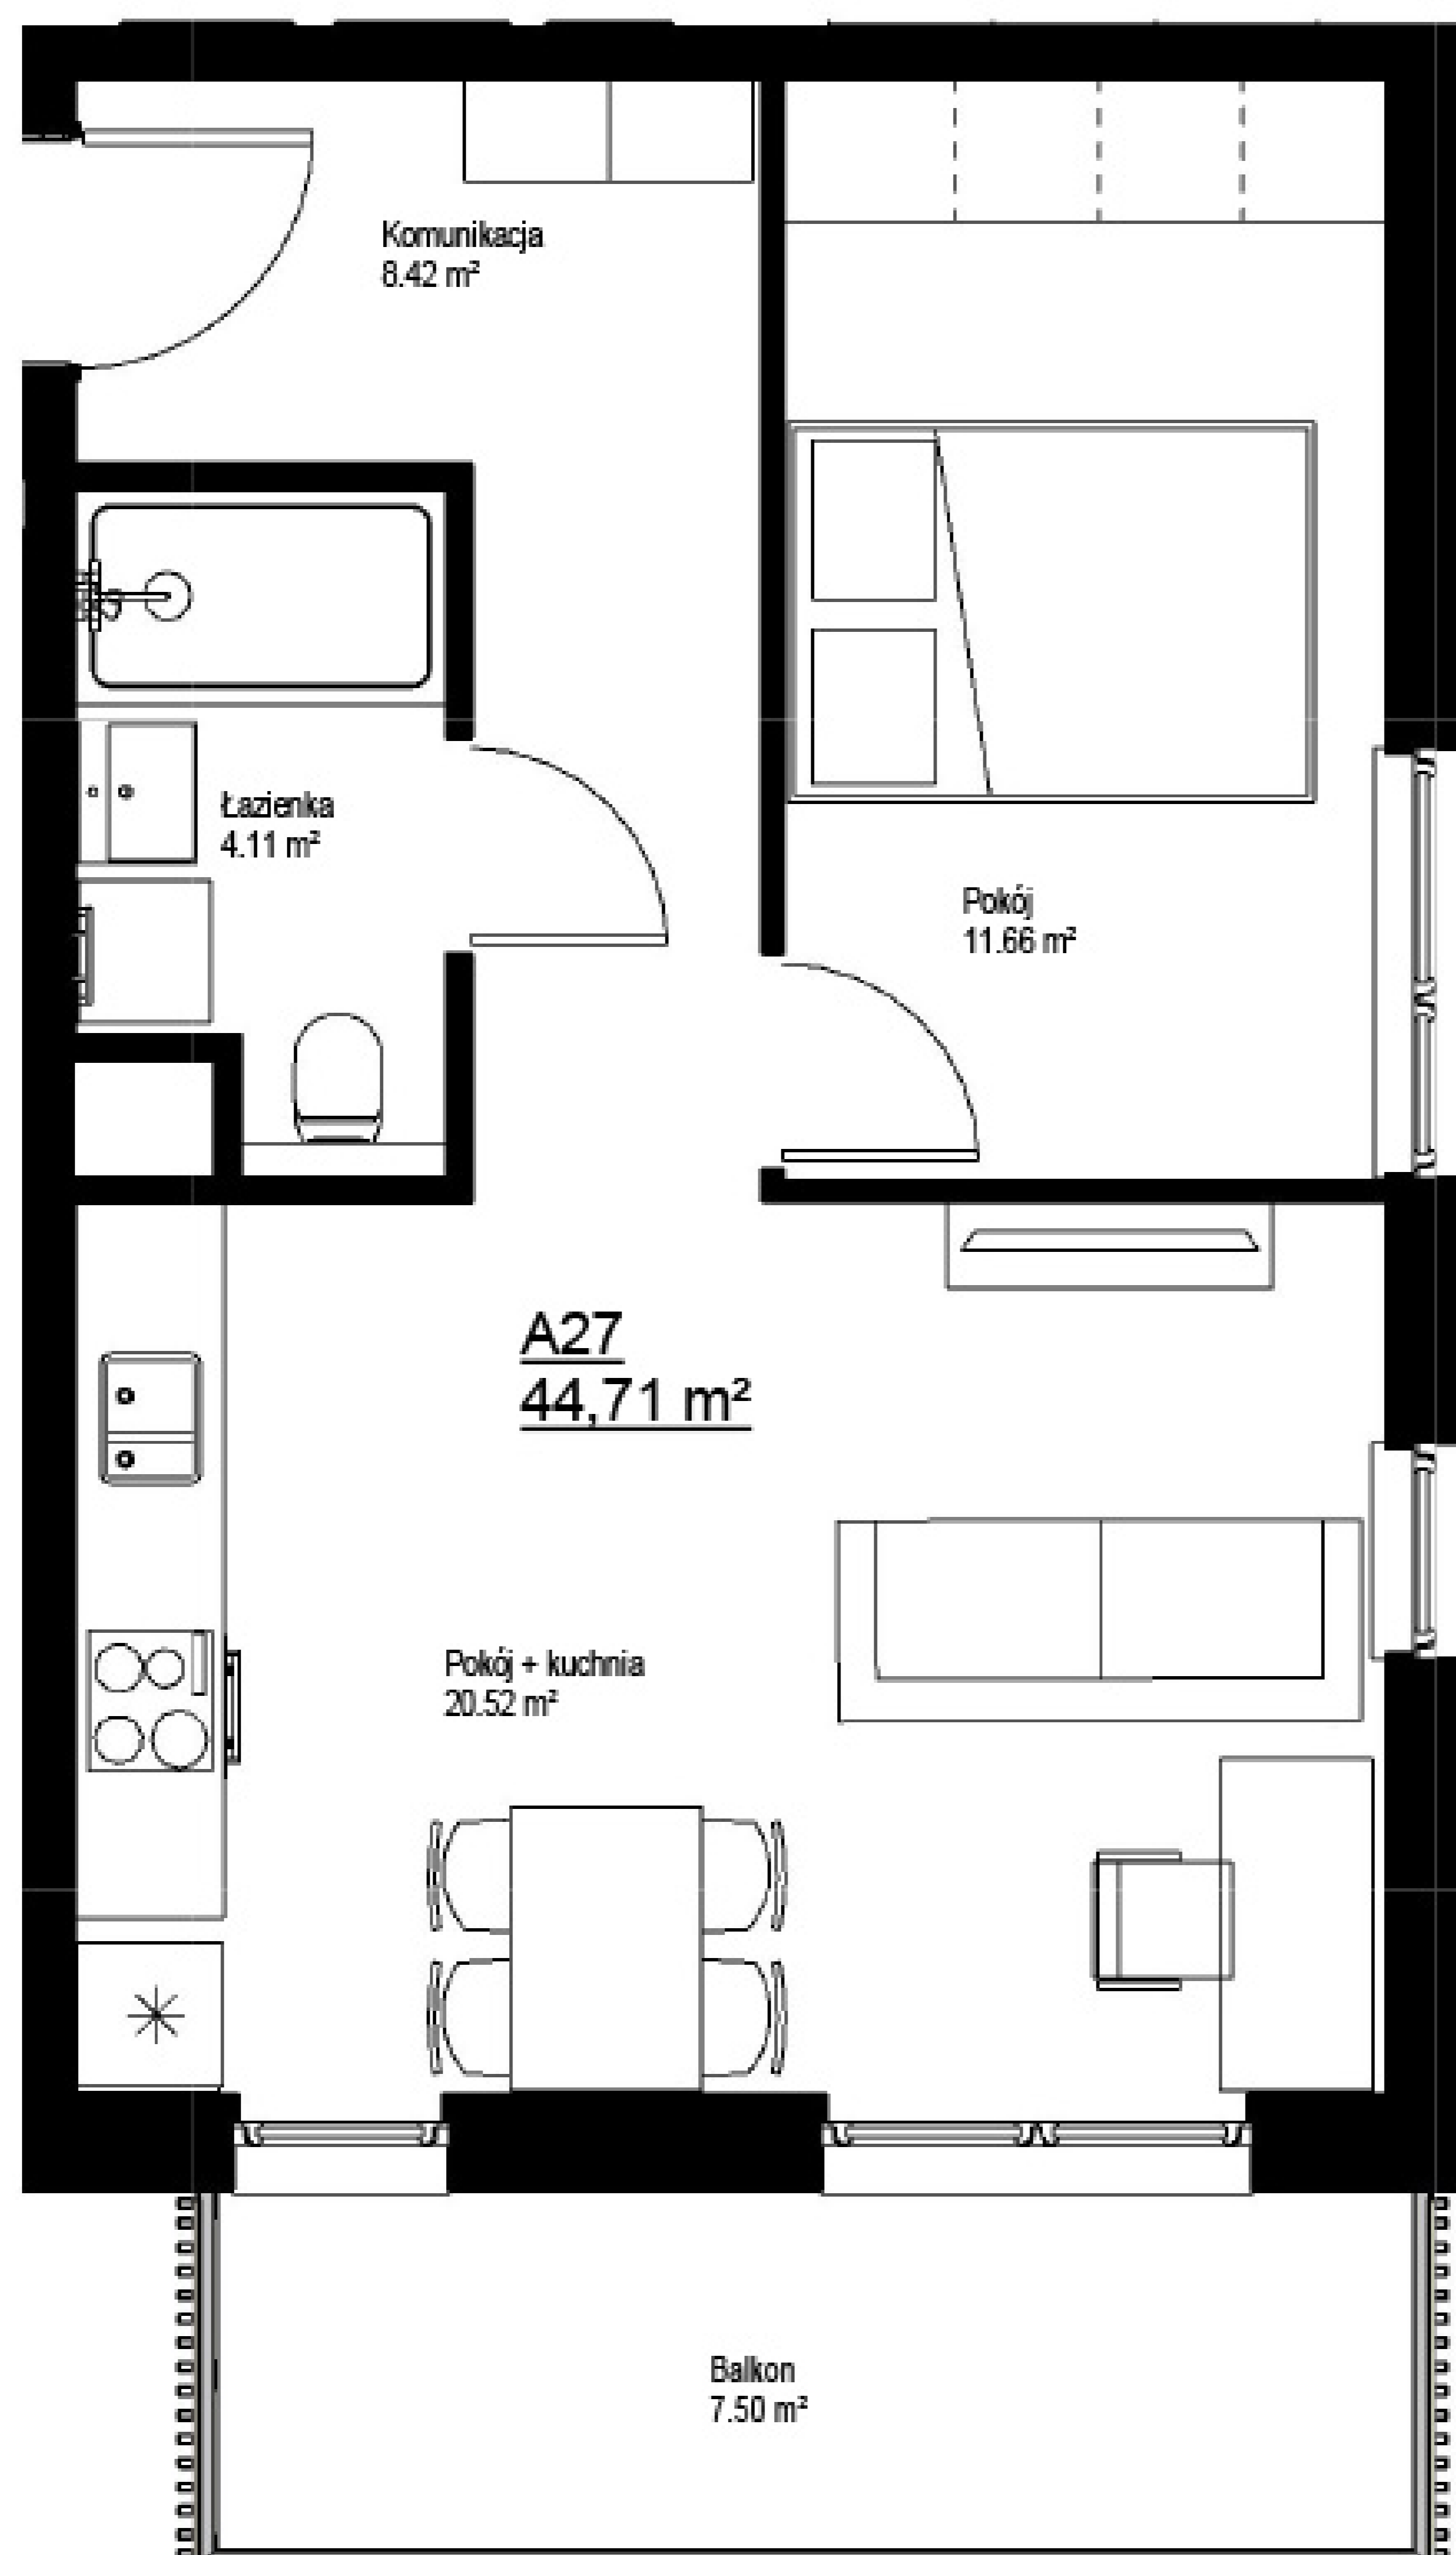 Komunikacja
8.42 m²
Łazienka
4.11 m²
Pokój
11.66 m²
A27
44,71 m²
Pokój + kuchnia
20.52 m²
Balkon
7.50 m²